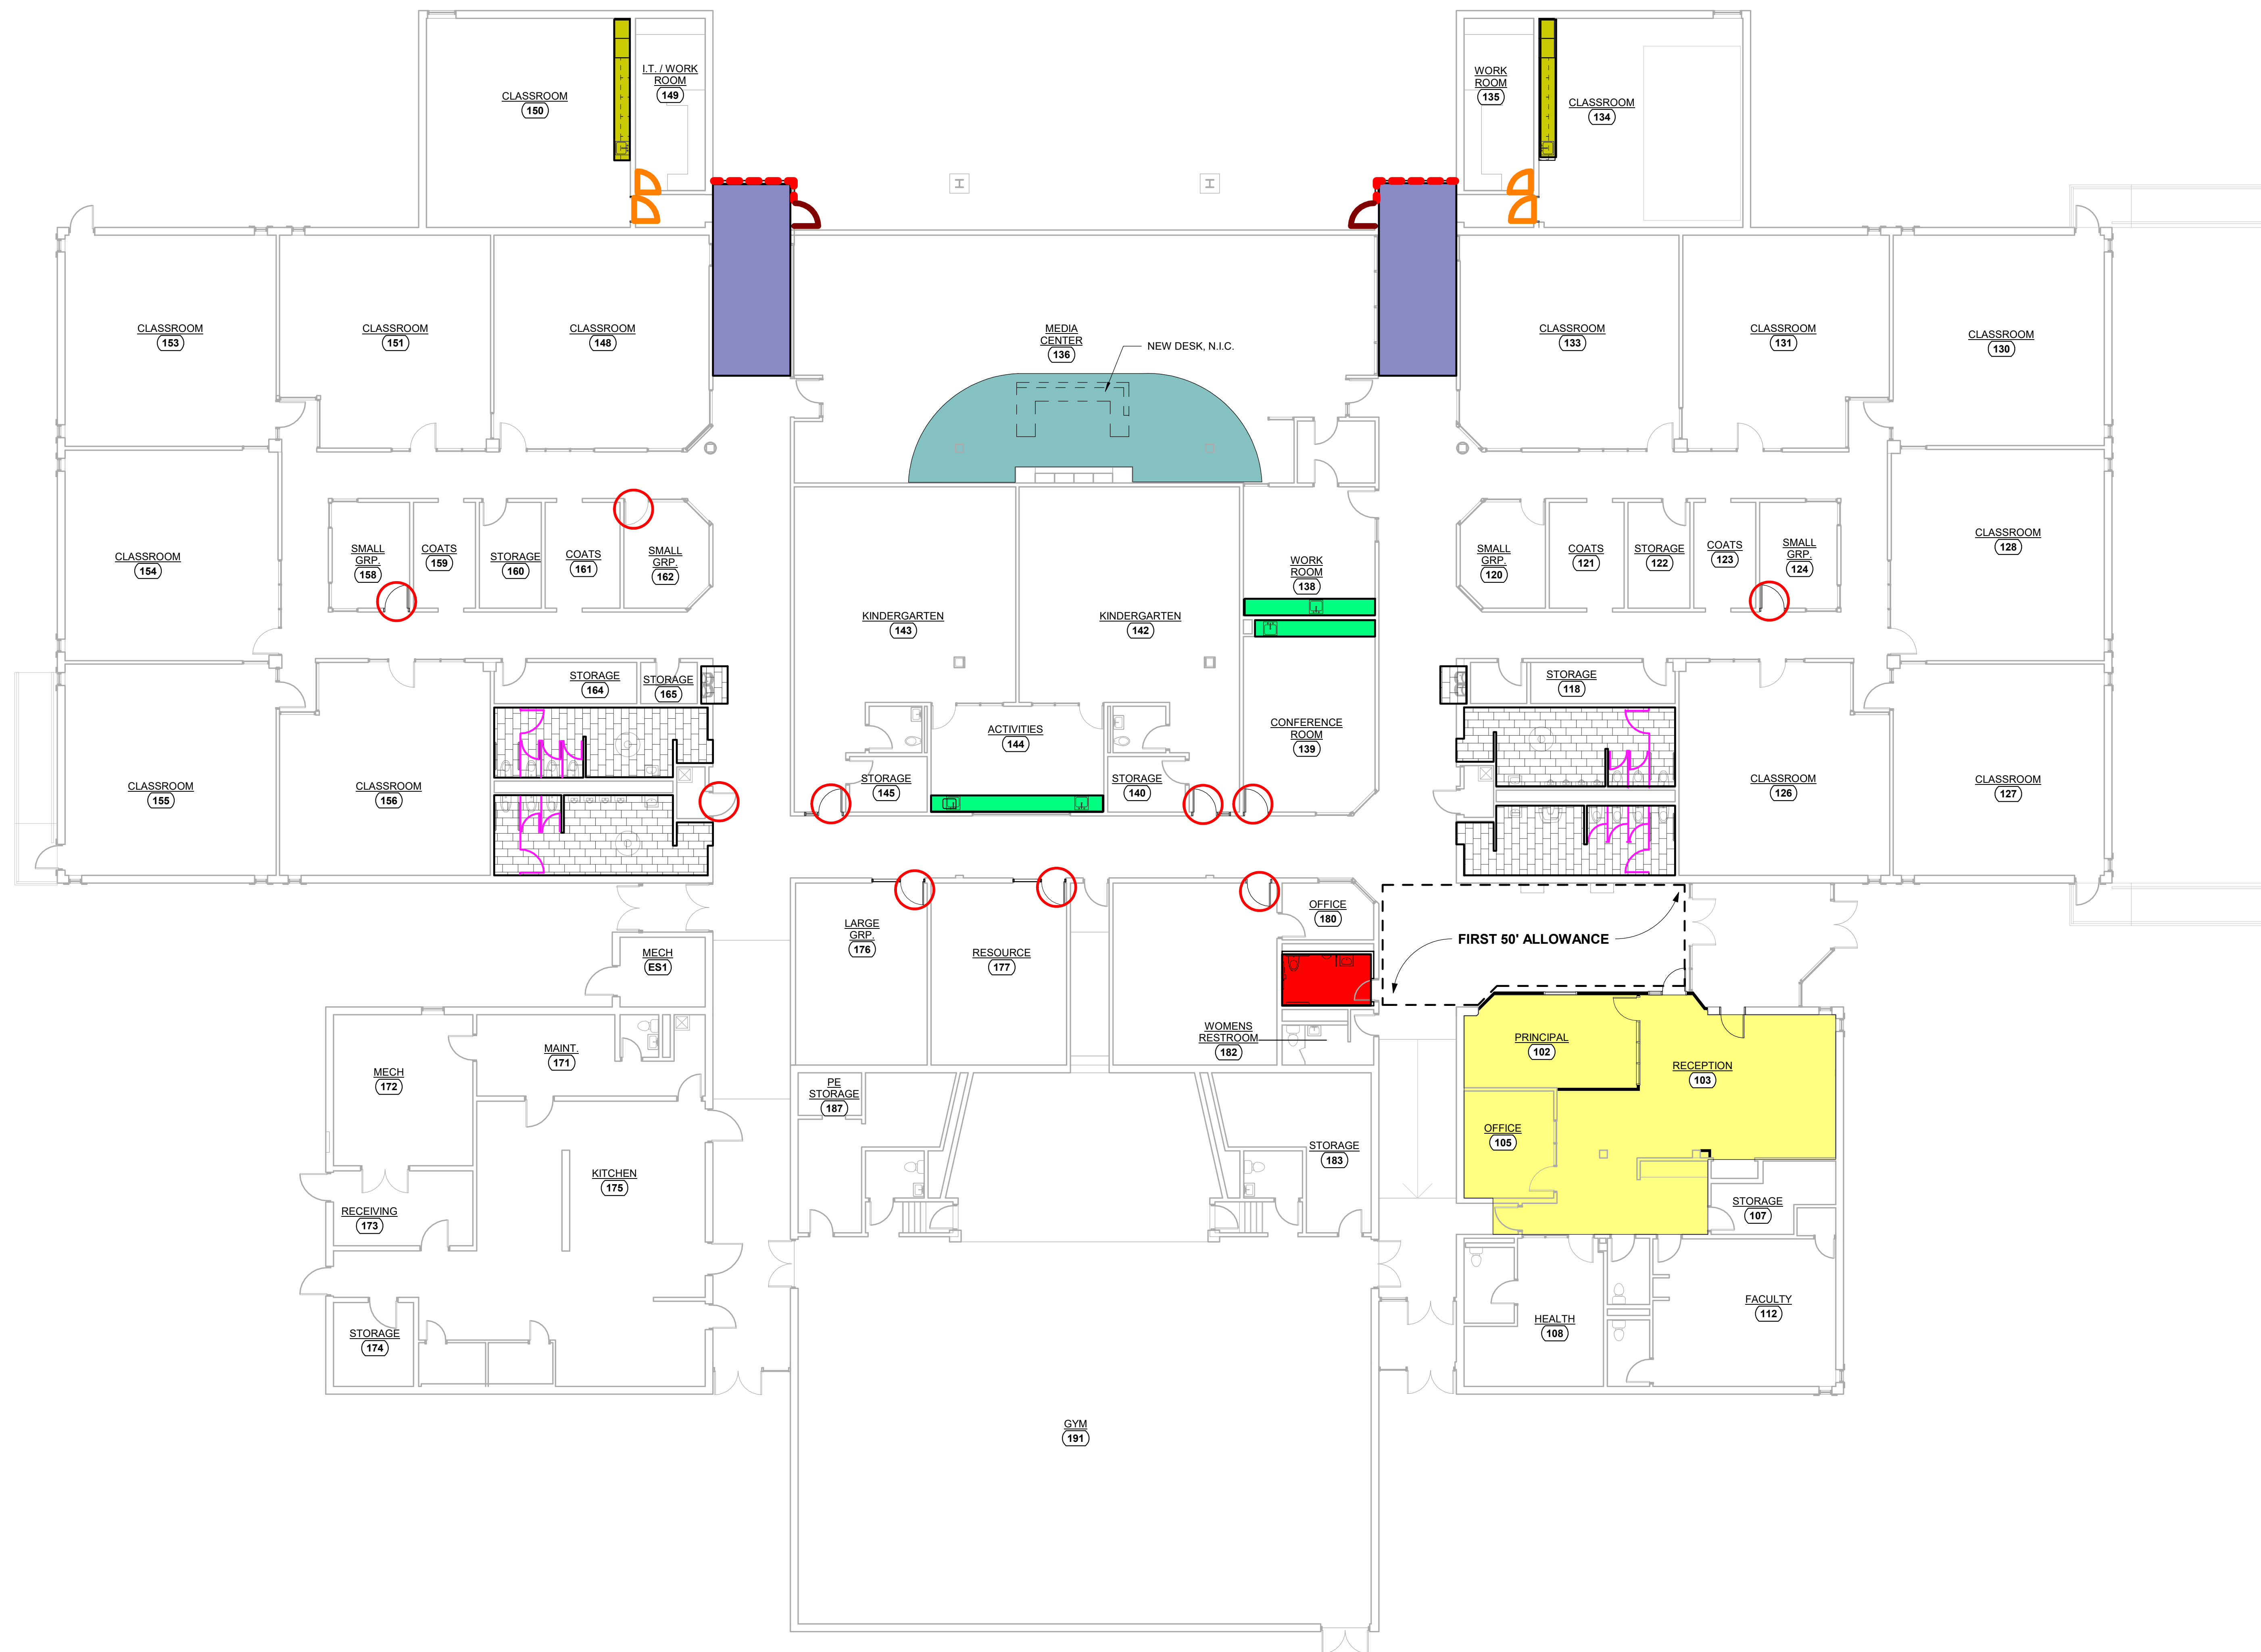 CLASSROOM
150
I.T. / WORK
ROOM
149
WORK
ROOM
135
CLASSROOM
134
CLASSROOM
153
CLASSROOM
151
CLASSROOM
148
MEDIA
CENTER
136
NEW DESK, N.I.C.
CLASSROOM
133
CLASSROOM
131
CLASSROOM
130
CLASSROOM
154
SMALL
GRP.
158
COATS
159
STORAGE
160
COATS
161
SMALL
GRP.
162
KINDERGARTEN
143
KINDERGARTEN
142
WORK
ROOM
138
SMALL
GRP.
120
COATS
121
STORAGE
122
COATS
123
SMALL
GRP.
124
CLASSROOM
128
STORAGE
164
STORAGE
165
STORAGE
118
CLASSROOM
155
CLASSROOM
156
ACTIVITIES
144
CONFERENCE
ROOM
139
STORAGE
145
STORAGE
140
CLASSROOM
126
CLASSROOM
127
LARGE
GRP.
176
RESOURCE
177
OFFICE
180
FIRST 50' ALLOWANCE
MECH
ES1
WOMENS
RESTROOM
182
MAINT.
171
MECH
172
PRINCIPAL
102
RECEPTION
103
PE
STORAGE
187
OFFICE
105
STORAGE
183
KITCHEN
175
RECEIVING
173
STORAGE
107
STORAGE
174
HEALTH
108
FACULTY
112
GYM
191